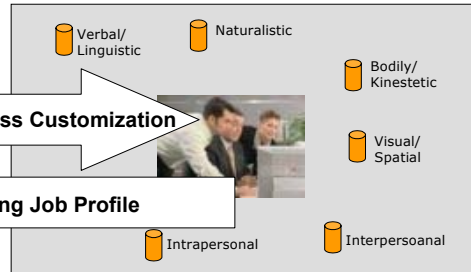 Verbal/
Linguistic
Naturalistic
Bodily/
Kinestetic
ss Customization
Visual/
Spatial
ng Job Profile
Intrapersonal
Interpersoanal